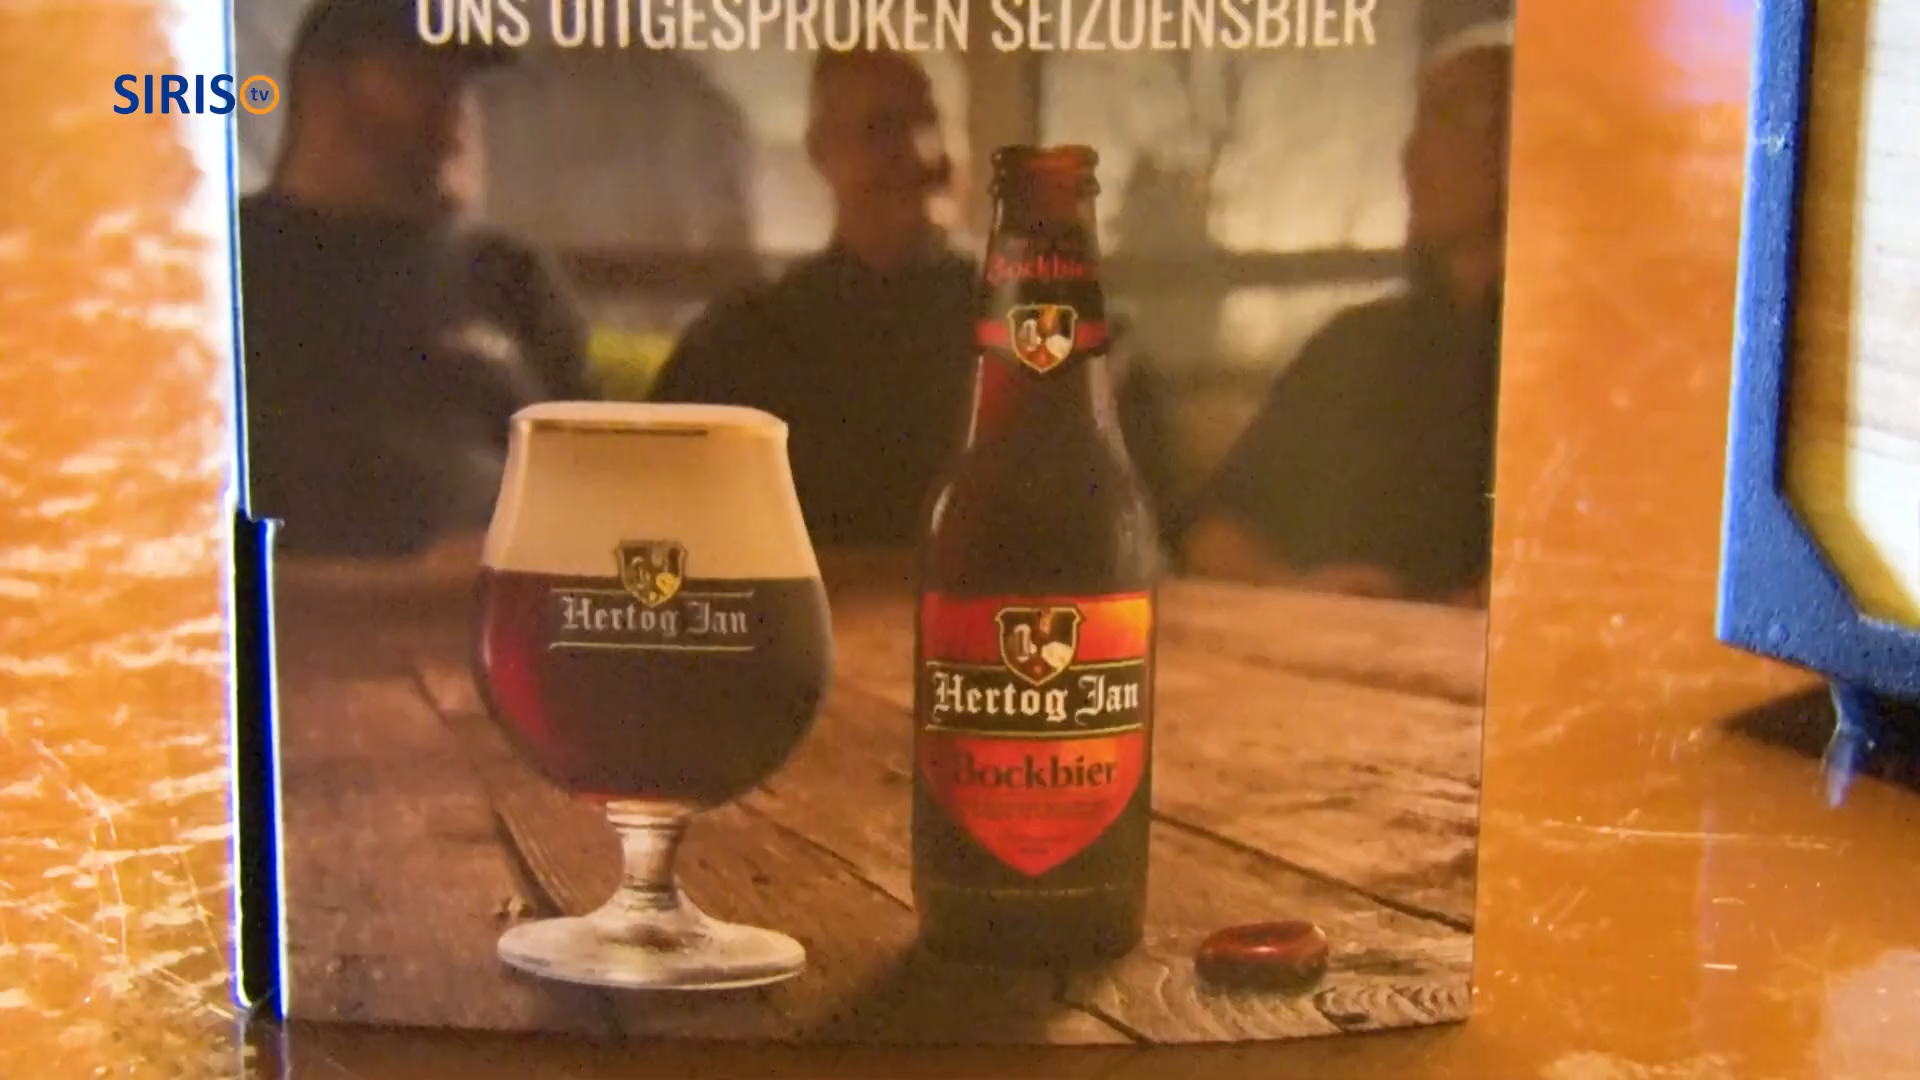 ONS UITGESPROKEN SEIZOENSBIER
SIRIS tv
Bockbier
Hertog Jan
Hertog Jan
Bockbier